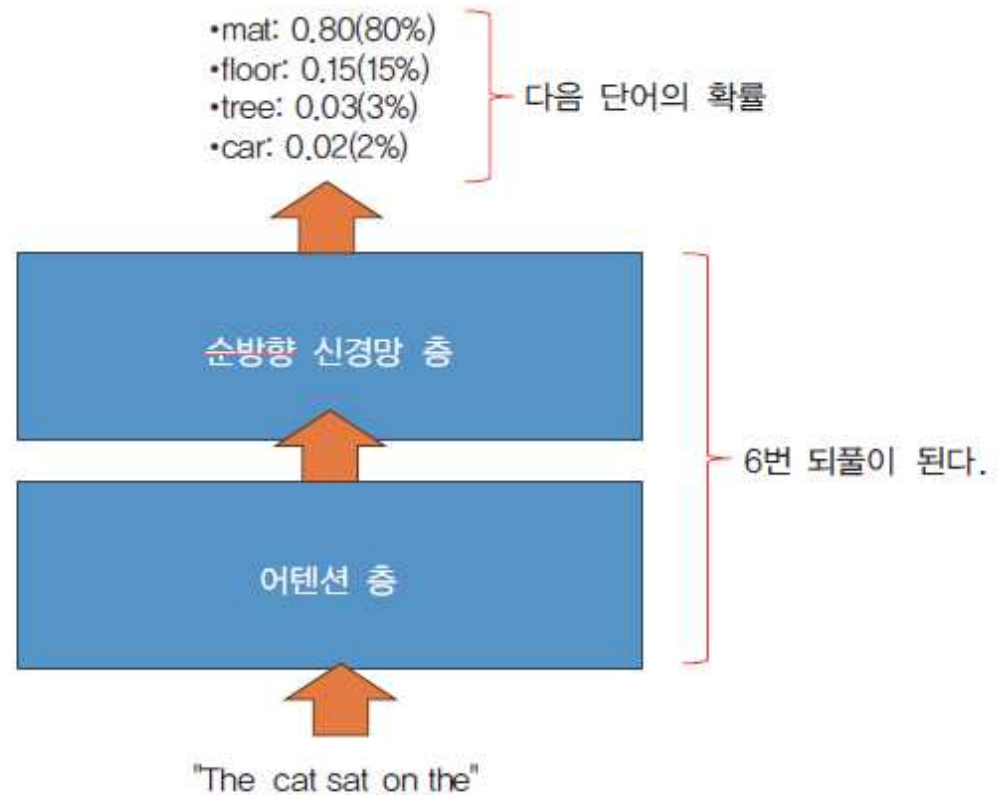 •mat: 0.80(80%)
•floor: 0.15(15%)
•tree: 0.03(3%)
•car: 0.02(2%)
다음 단어의 확률
순방향 신경망 층
6번 되풀이 된다.
어텐션 층
"The cat sat on the"